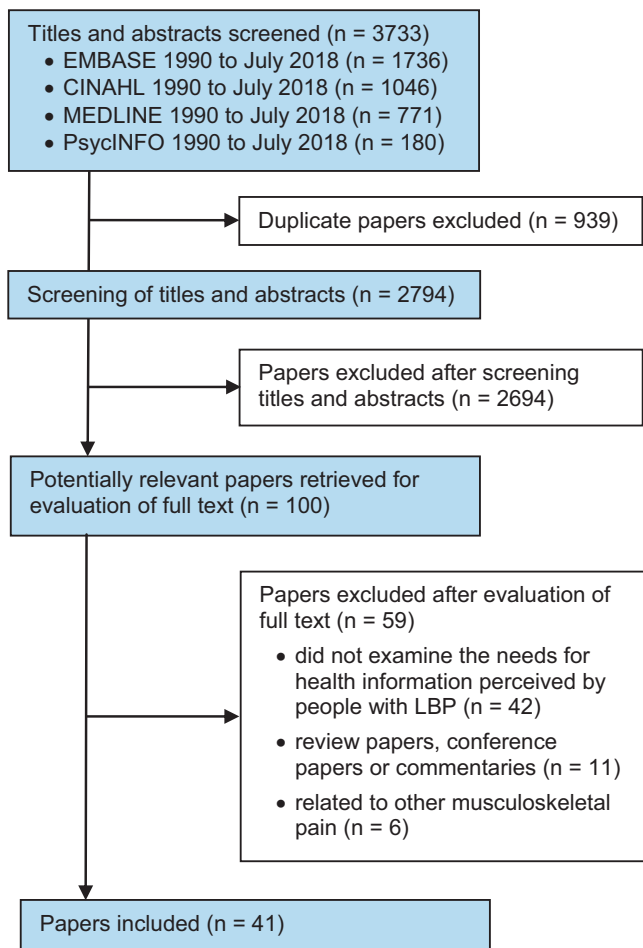 Titles and abstracts screened (n = 3733)
• EMBASE 1990 to July 2018 (n = 1736)
• CINAHL 1990 to July 2018 (n = 1046)
• MEDLINE 1990 to July 2018 (n = 771)
• PsycINFO 1990 to July 2018 (n = 180)
Duplicate papers excluded (n = 939)
Screening of titles and abstracts (n = 2794)
Papers excluded after screening
titles and abstracts (n = 2694)
Potentially relevant papers retrieved for
evaluation of full text (n = 100)
Papers excluded after evaluation of
full text (n = 59)
• did not examine the needs for
health information perceived by
people with LBP (n = 42)
• review papers, conference
papers or commentaries (n = 11)
• related to other musculoskeletal
pain (n = 6)
Papers included (n = 41)